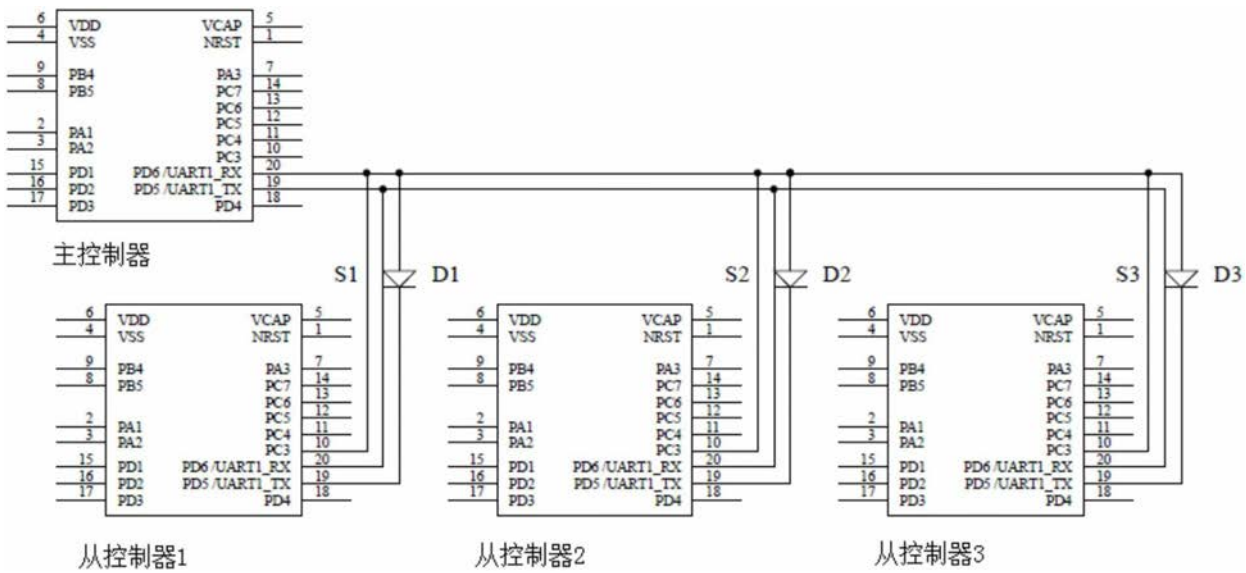 6 VDD VCAP 5
4 VSS NRST 1
9 PB4 PA3 7
8 PB5 PC7 14
PC6 13
PC5 12
2 PA1 PC4 11
3 PA2 PC3 10
15 PD1 PD6/UART1_RX 20
16 PD2 PD5/UART1_TX 19
17 PD3 PD4 18
主控制器
S1 D1 S2 D2 S3 D3
6 VDD VCAP 5
4 VSS NRST 1
9 PB4 PA3 7
8 PB5 PC7 14
PC6 13
PC5 12
2 PA1 PC4 11
3 PA2 PC3 10
15 PD1 PD6/UART1_RX 20
16 PD2 PD5/UART1_TX 19
17 PD3 PD4 18
从控制器1
6 VDD VCAP 5
4 VSS NRST 1
9 PB4 PA3 7
8 PB5 PC7 14
PC6 13
PC5 12
2 PA1 PC4 11
3 PA2 PC3 10
15 PD1 PD6/UART1_RX 20
16 PD2 PD5/UART1_TX 19
17 PD3 PD4 18
从控制器2
6 VDD VCAP 5
4 VSS NRST 1
9 PB4 PA3 7
8 PB5 PC7 14
PC6 13
PC5 12
2 PA1 PC4 11
3 PA2 PC3 10
15 PD1 PD6/UART1_RX 20
16 PD2 PD5/UART1_TX 19
17 PD3 PD4 18
从控制器3